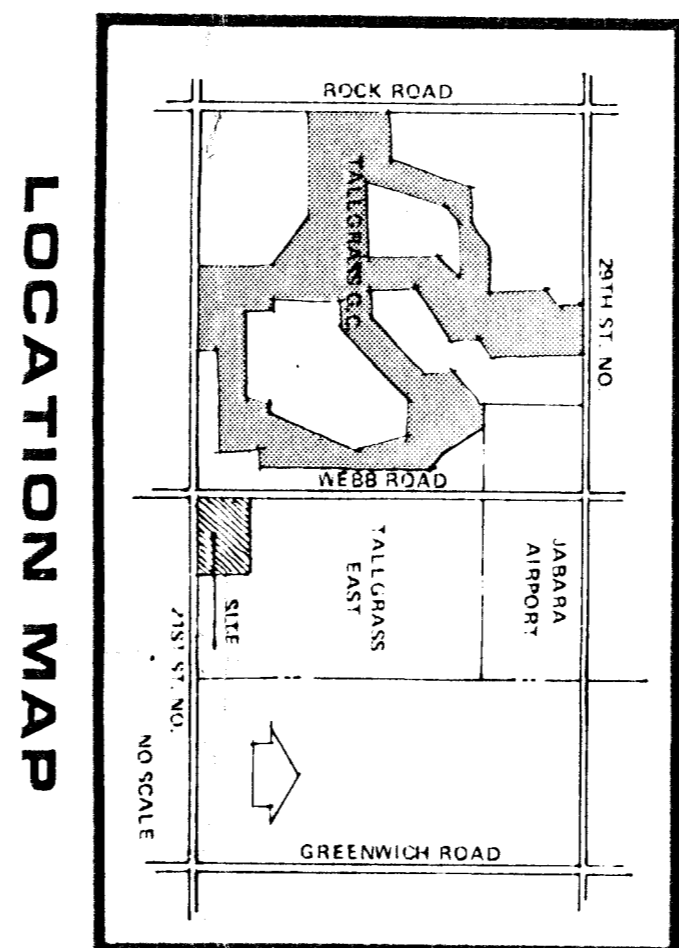 LOCATION MAP
ROCK ROAD
TALLGRASS G.C.
29TH ST. NO.
WEBB ROAD
TALLGRASS
EAST
JABARA
AIRPORT
SITE
21ST ST. NO.
NO SCALE
GREENWICH ROAD